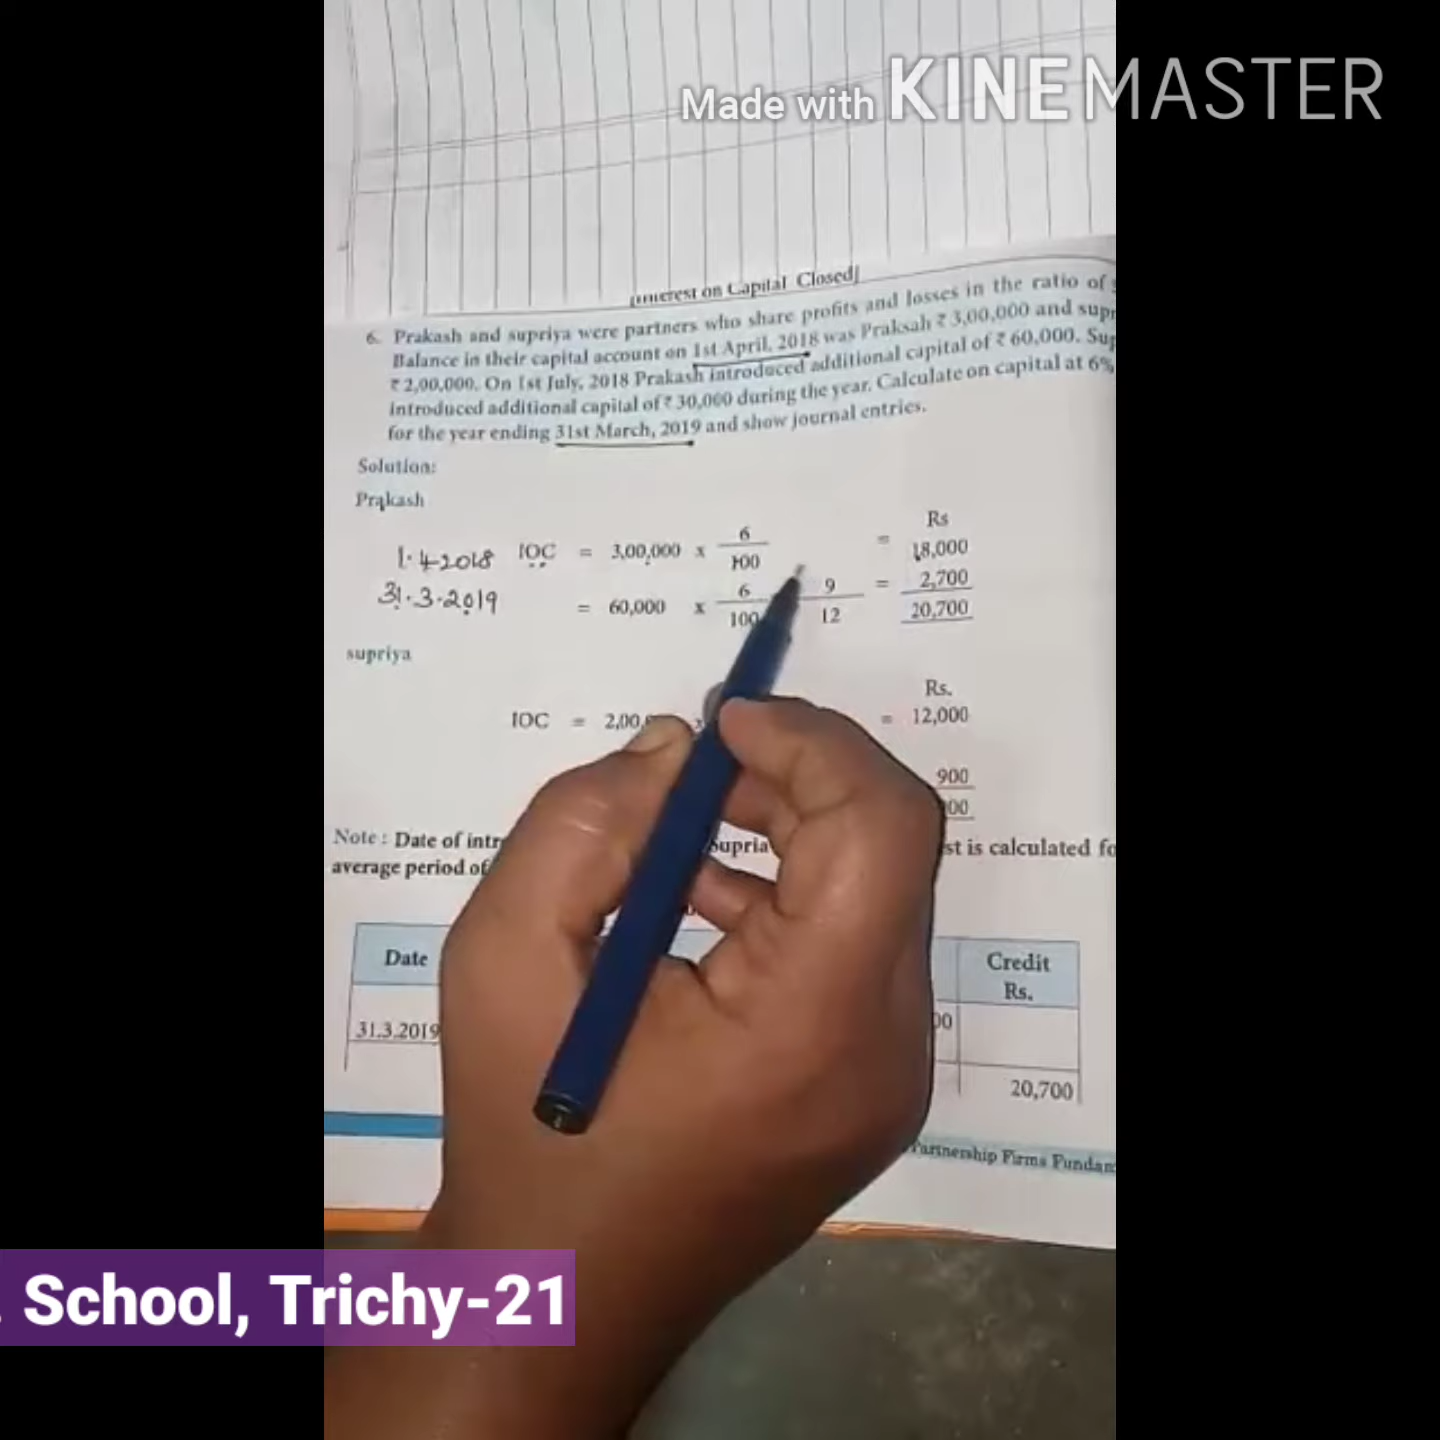 Made with KINEMASTER
Interest on Capital Closed]
6. Prakash and supriya were partners who share profits and losses in the ratio of
Balance in their capital account on 1st April, 2018 was Praksah ₹ 3,00,000 and
₹ 2,00,000. On 1st July, 2018 Prakash introduced additional capital of ₹ 60,000.
introduced additional capital of ₹ 30,000 during the year. Calculate on capital at 6%
for the year ending 31st March, 2019 and show journal entries.
Solution:
Prakash
Rs
1.4-2018 IOC = 3,00,000 x 6/100 = 18,000
31.3.2019 = 60,000 x 6/100 9/12 = 2,700
20,700
supriya
Rs.
IOC = 2,00, = 12,000
900
00
Note : Date of Supria is calculated
average period of
Date Credit
Rs.
31.3.2019 00
20,700
Partnership Firms
School, Trichy-21